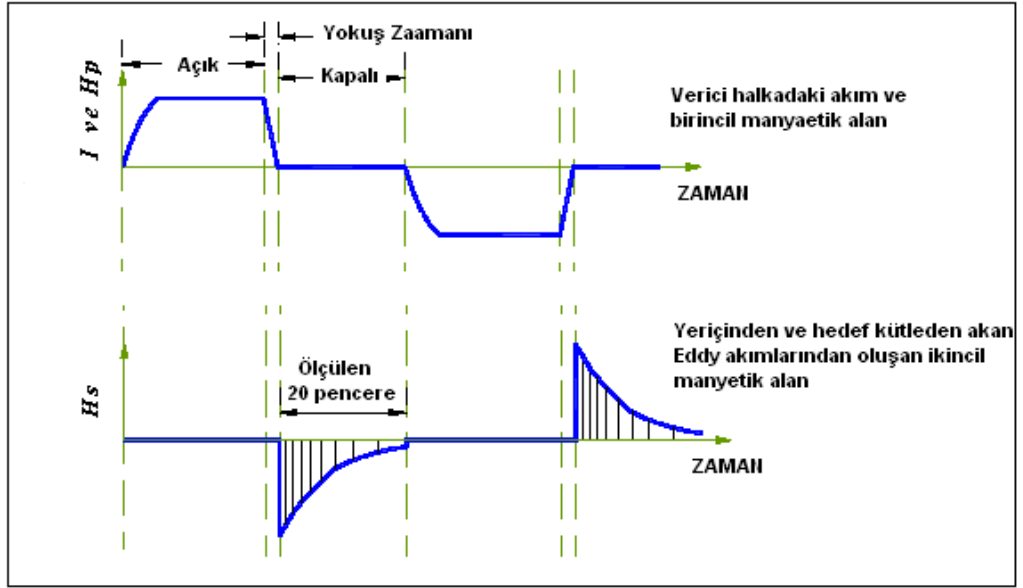 Yokuş Zaamanı
Açık
Kapalı
I ve Hp
Verici halkadaki akım ve
birincil manyaetik alan
ZAMAN
Hs
Ölçülen
20 pencere
Yeriçinden ve hedef kütleden akan
Eddy akımlarından oluşan ikincil
manyetik alan
ZAMAN